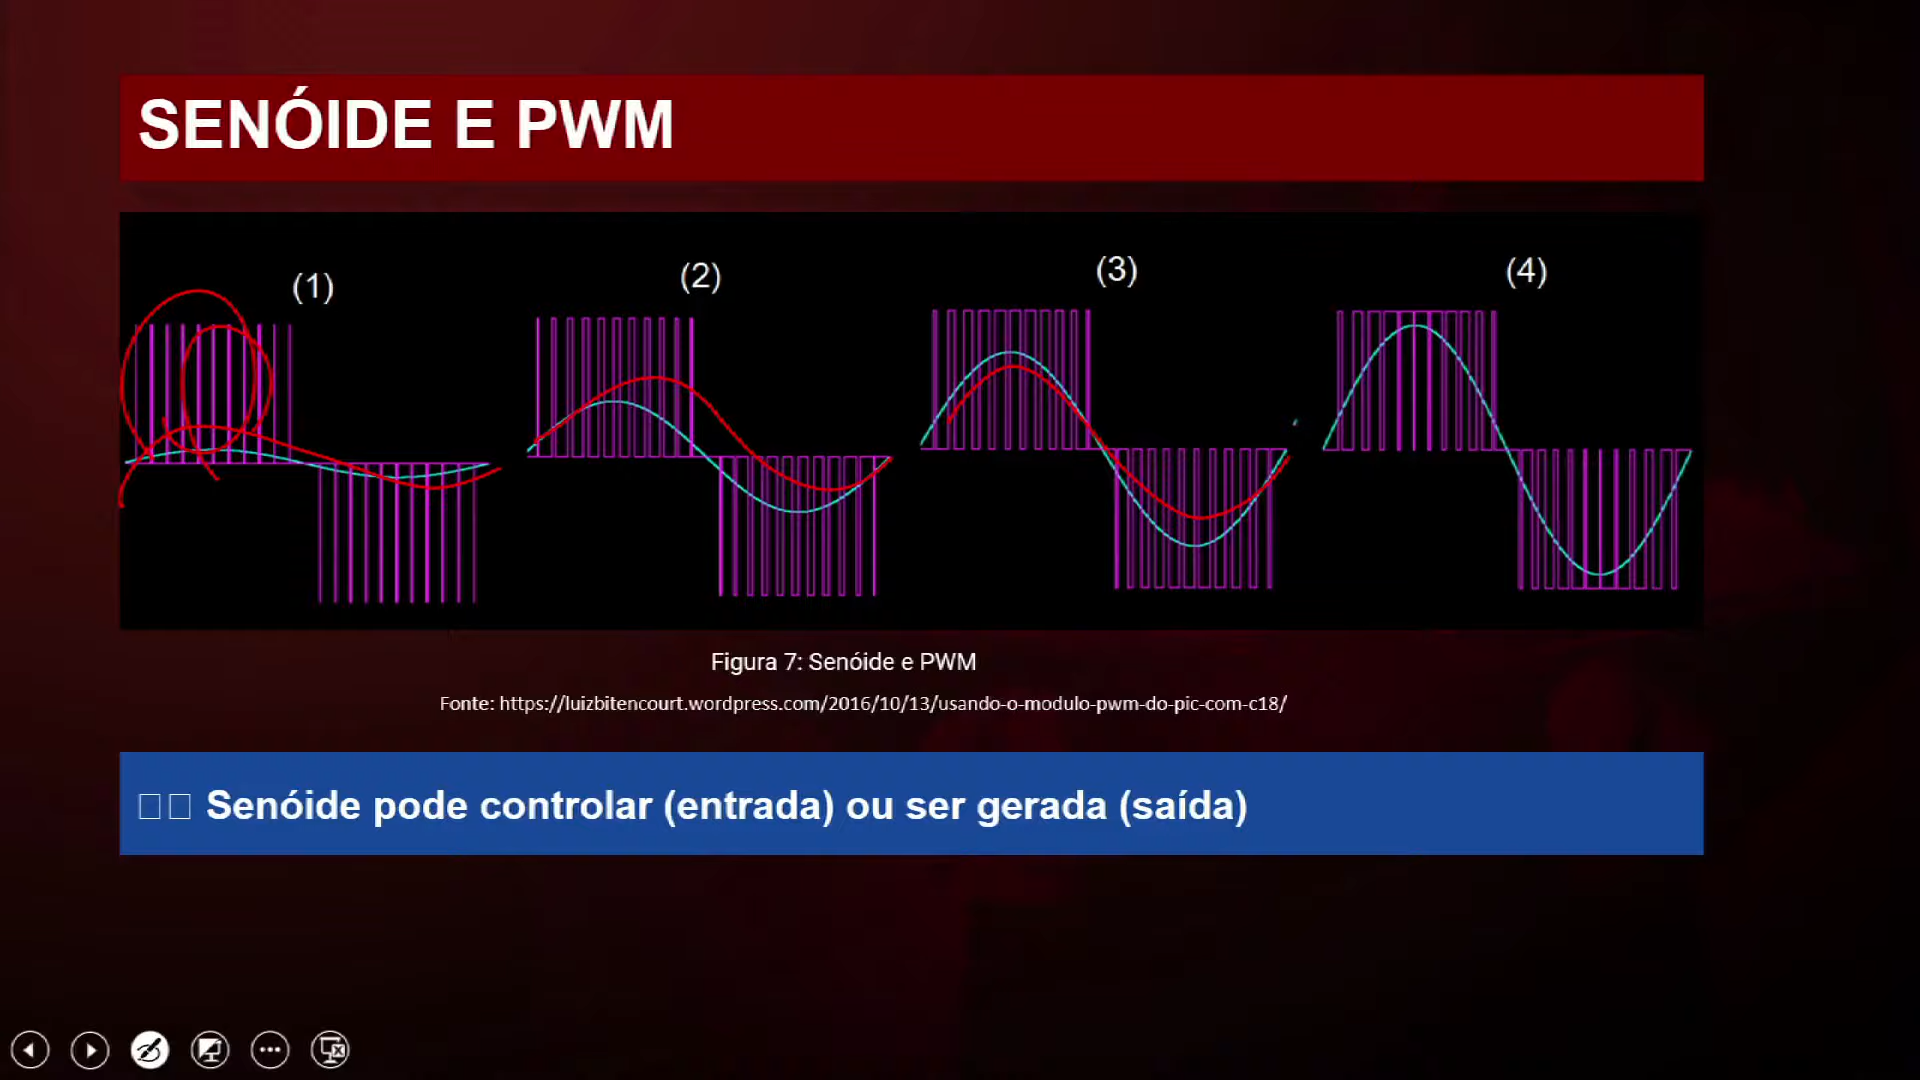 SENÓIDE E PWM
(1)
(2)
(3)
(4)
Figura 7: Senóide e PWM
Fonte: https://luizbitencourt.wordpress.com/2016/10/13/usando-o-modulo-pwm-do-pic-com-c18/
Senóide pode controlar (entrada) ou ser gerada (saída)